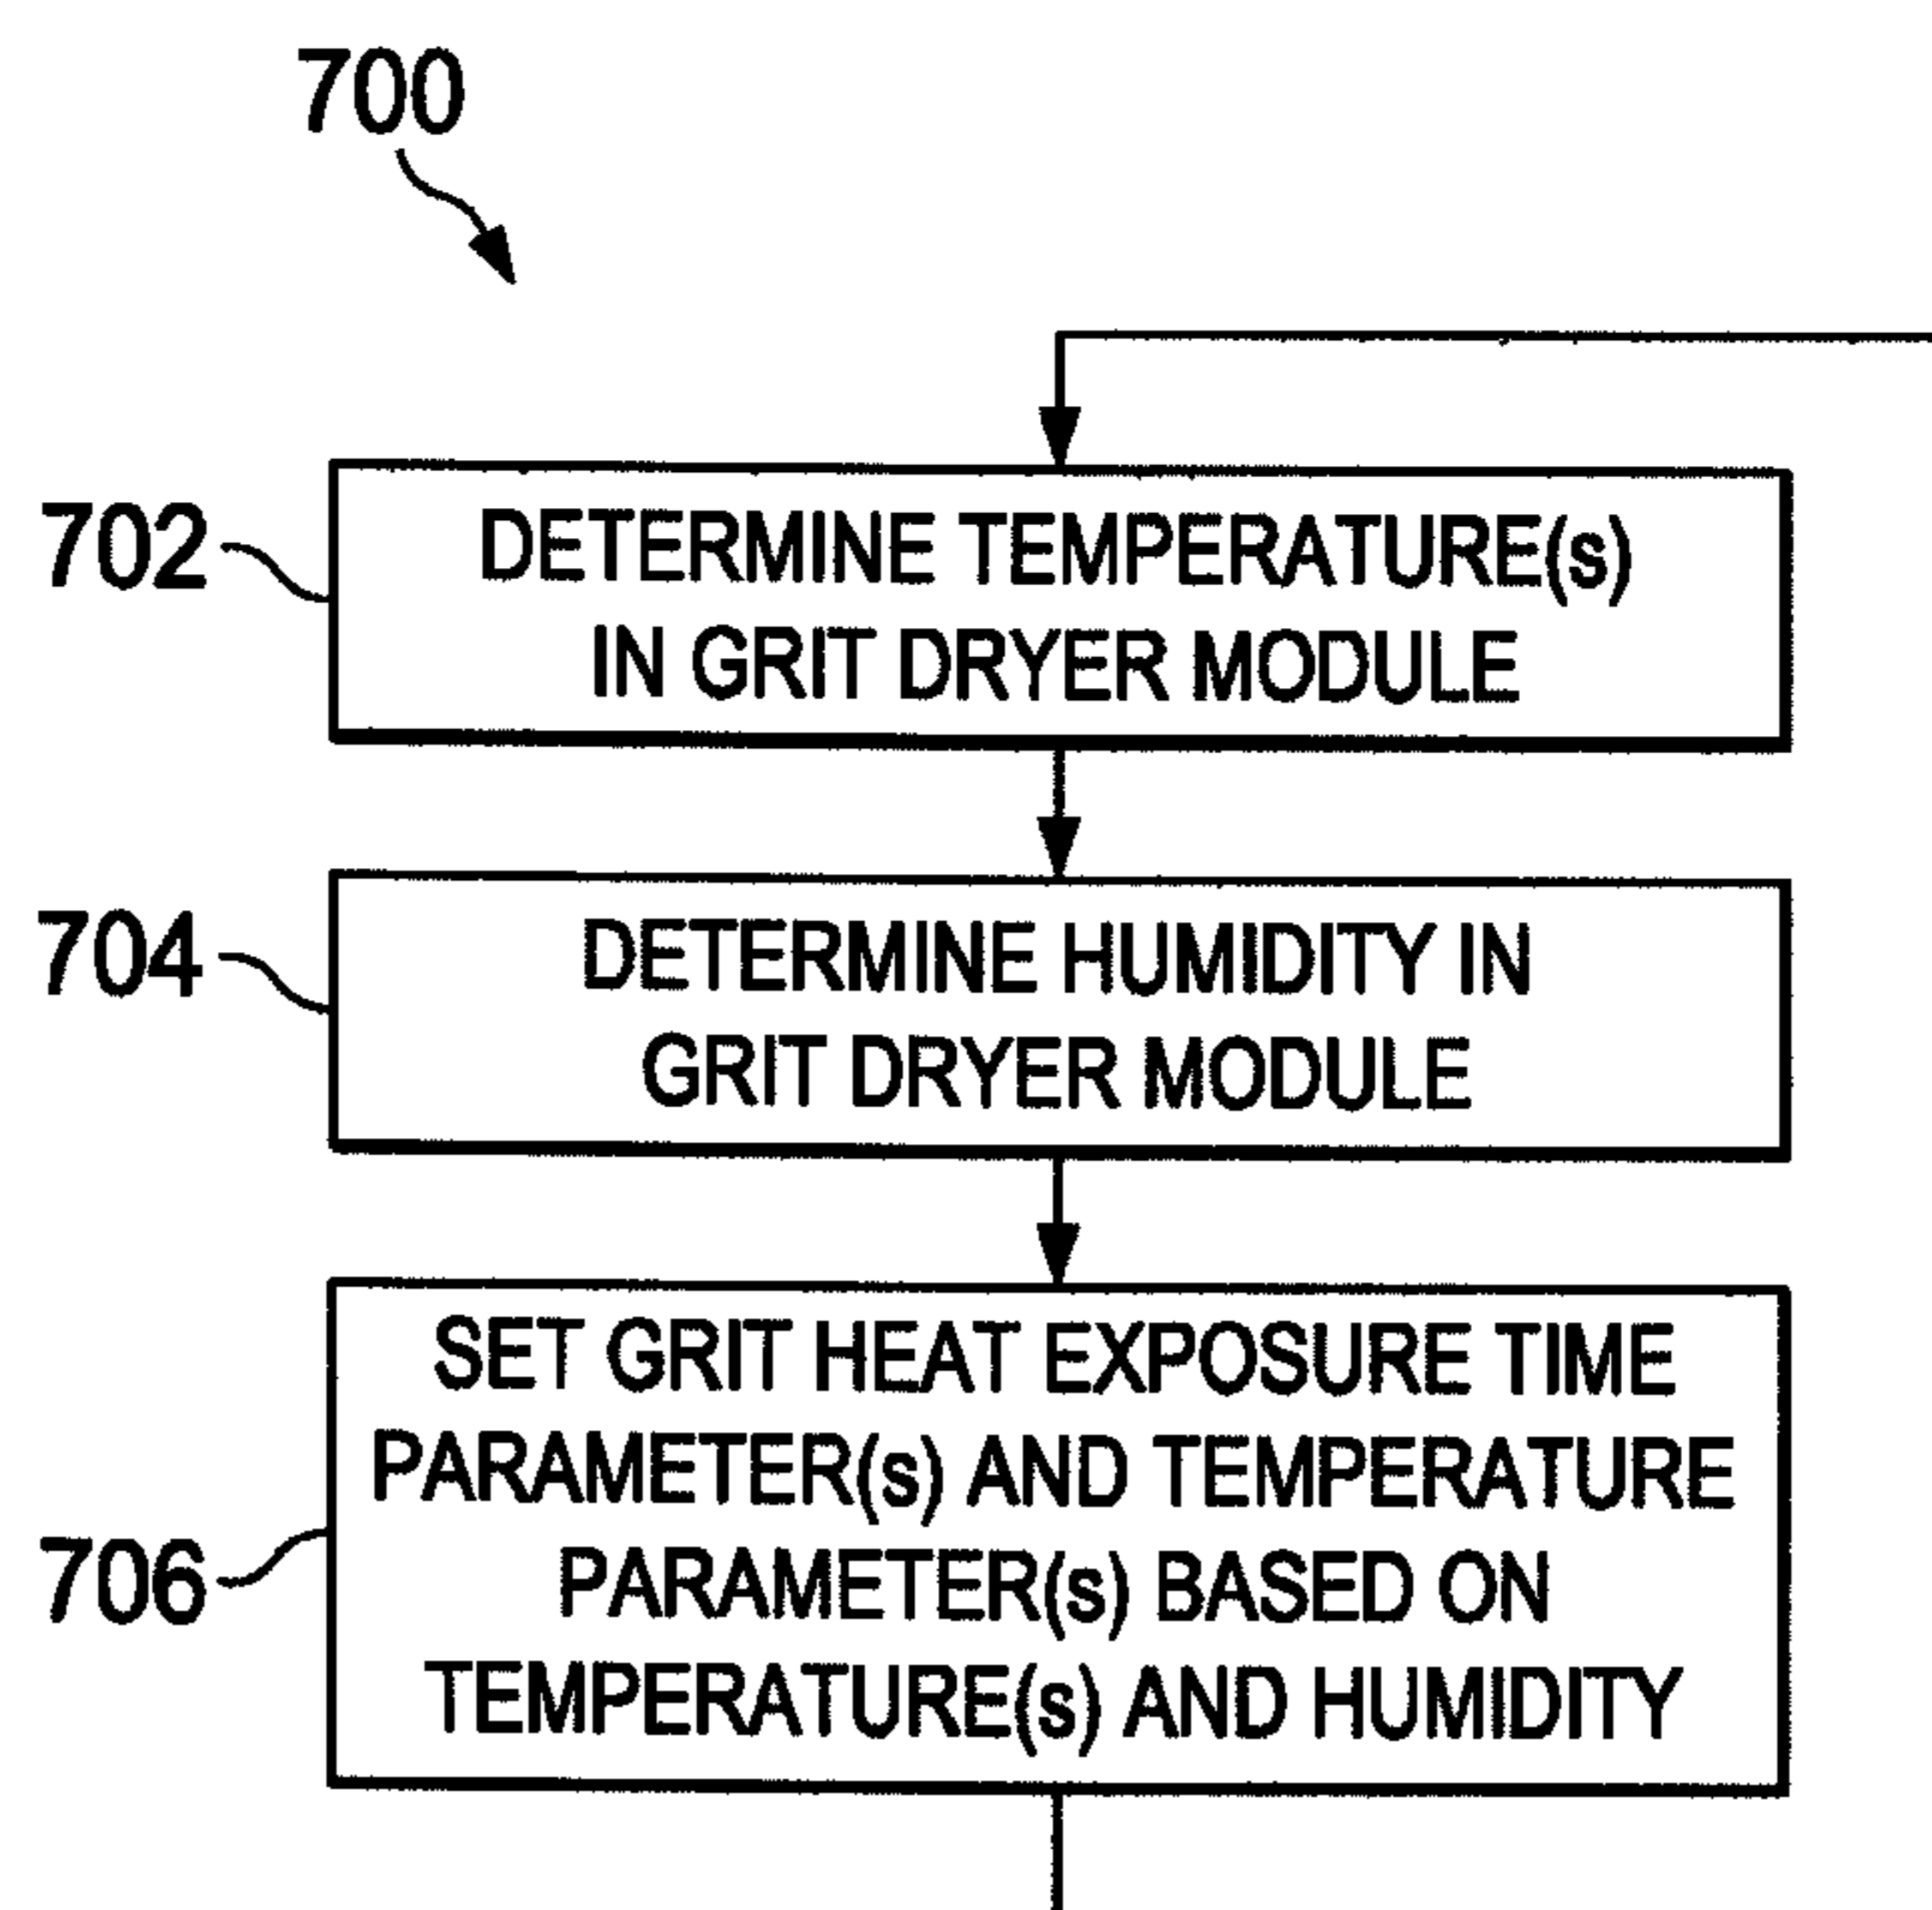 700
702
DETERMINE TEMPERATURE(s)
IN GRIT DRYER MODULE
704
DETERMINE HUMIDITY IN
GRIT DRYER MODULE
706
SET GRIT HEAT EXPOSURE TIME
PARAMETER(s) AND TEMPERATURE
PARAMETER(s) BASED ON
TEMPERATURE(s) AND HUMIDITY